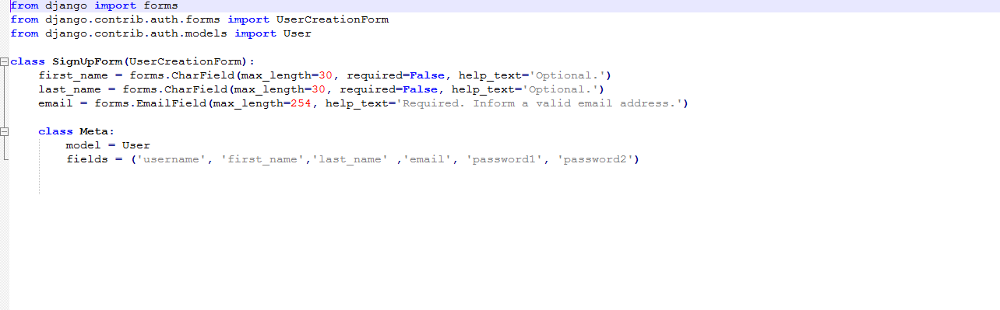 from django import forms
from django.contrib.auth.forms import UserCreationForm
from django.contrib.auth.models import User
class SignUpForm(UserCreationForm):
first_name = forms.CharField(max_length=30, required=False, help_text='Optional.')
last_name = forms.CharField(max_length=30, required=False, help_text='Optional.')
email = forms.EmailField(max_length=254, help_text='Required. Inform a valid email address.')
class Meta:
model = User
fields = ('username', 'first_name','last_name' ,'email', 'password1', 'password2')